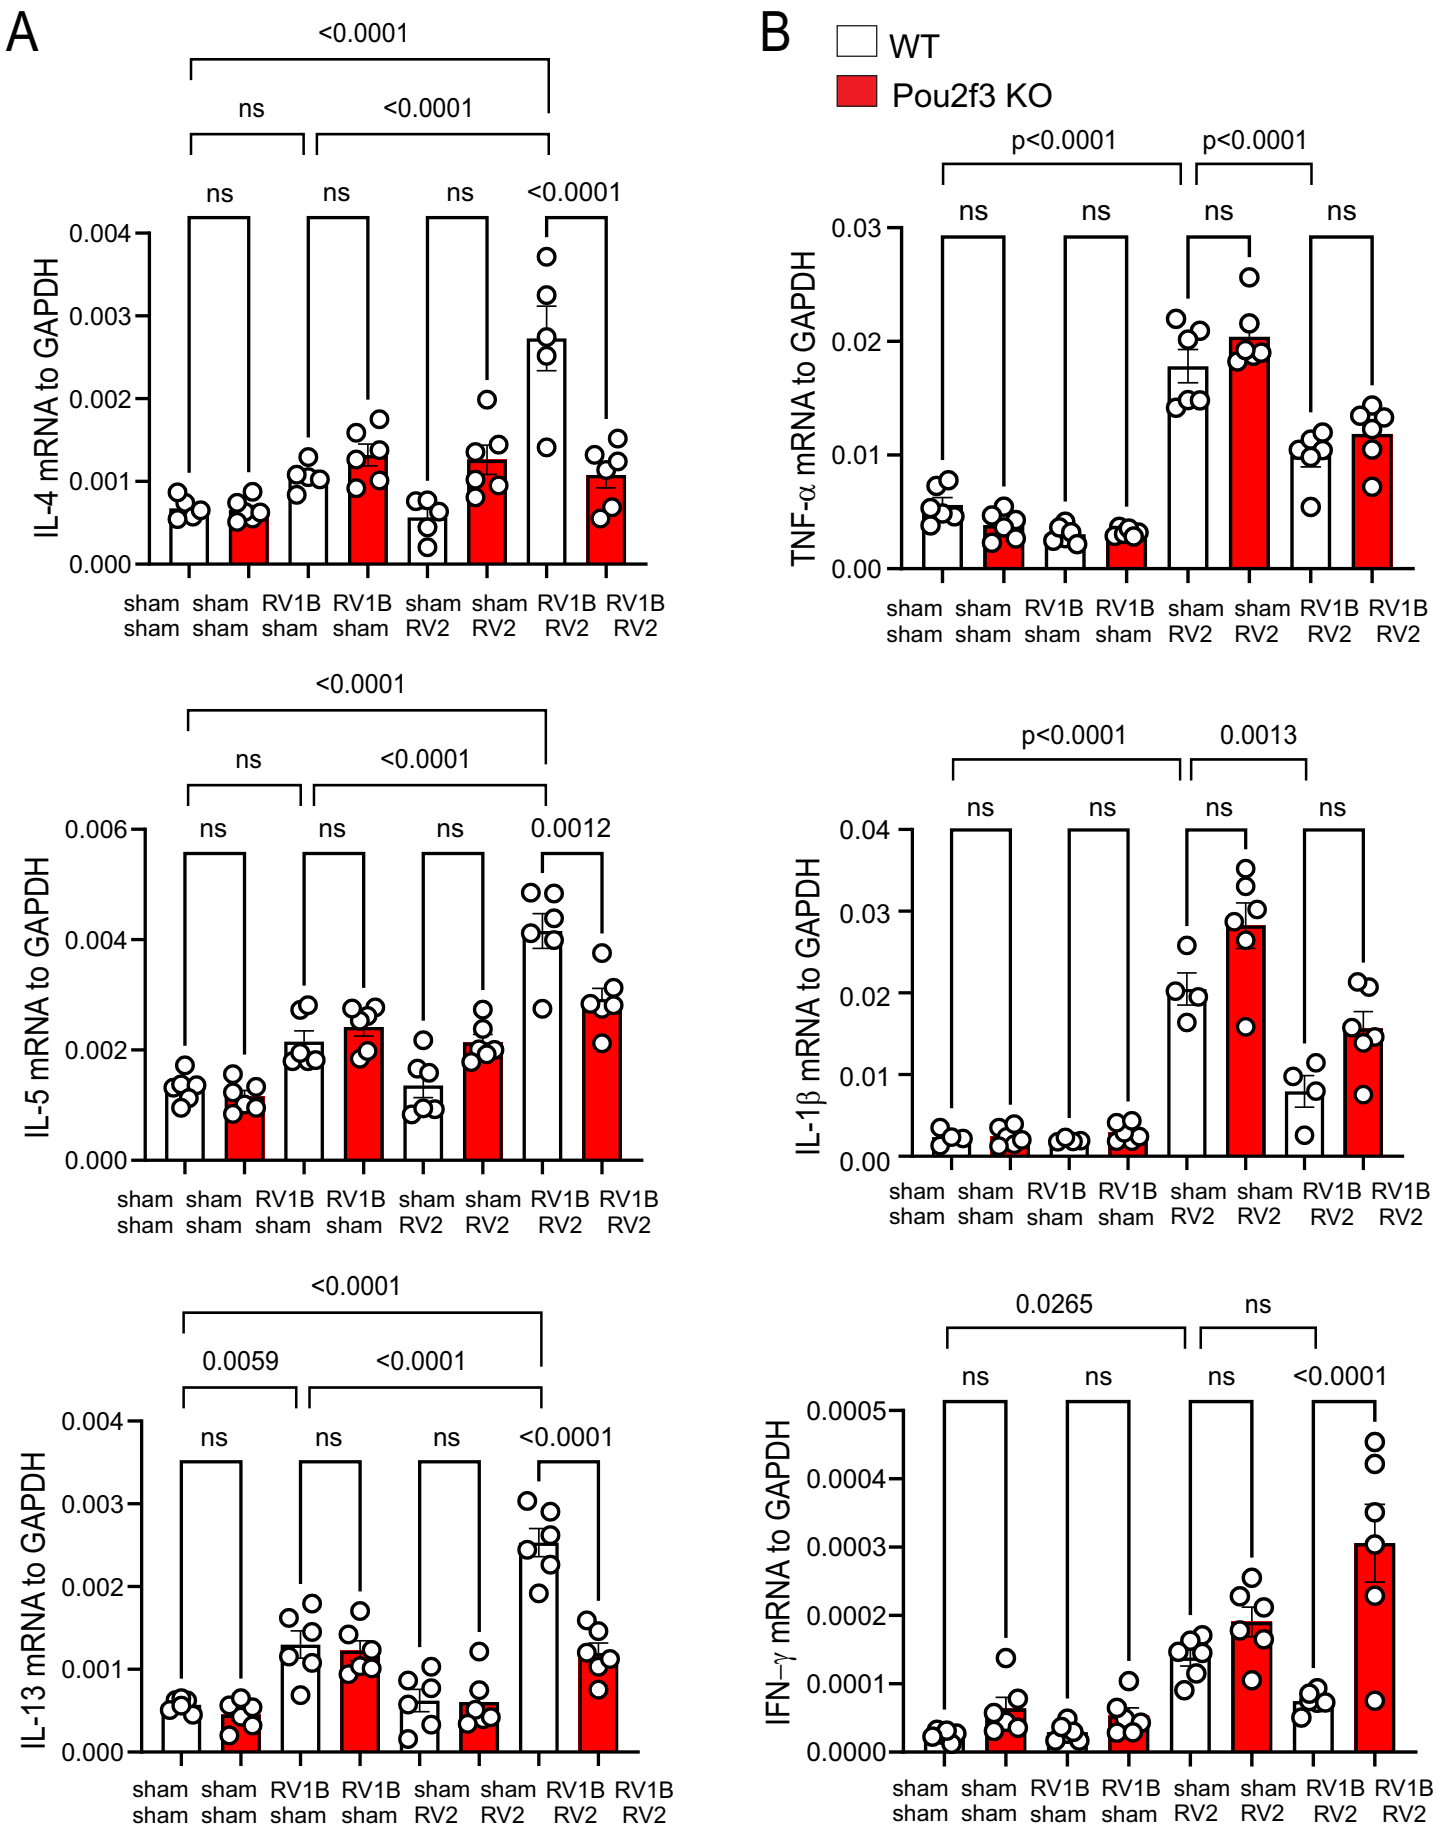 A
<0.0001
ns <0.0001
ns ns ns <0.0001
IL-4 mRNA to GAPDH
0.004
0.003
0.002
0.001
0.000
sham sham RV1B RV1B sham sham RV1B RV1B
sham sham sham sham RV2 RV2 RV2 RV2
<0.0001
ns <0.0001
ns ns ns 0.0012
IL-5 mRNA to GAPDH
0.006
0.004
0.002
0.000
sham sham RV1B RV1B sham sham RV1B RV1B
sham sham sham sham RV2 RV2 RV2 RV2
<0.0001
0.0059 <0.0001
ns ns ns <0.0001
IL-13 mRNA to GAPDH
0.004
0.003
0.002
0.001
0.000
sham sham RV1B RV1B sham sham RV1B RV1B
sham sham sham sham RV2 RV2 RV2 RV2
B
WT
Pou2f3 KO
p<0.0001 p<0.0001
ns ns ns ns
TNF-α mRNA to GAPDH
0.03
0.02
0.01
0.00
sham sham RV1B RV1B sham sham RV1B RV1B
sham sham sham sham RV2 RV2 RV2 RV2
p<0.0001 0.0013
ns ns ns ns
IL-1β mRNA to GAPDH
0.04
0.03
0.02
0.01
0.00
sham sham RV1B RV1B sham sham RV1B RV1B
sham sham sham sham RV2 RV2 RV2 RV2
0.0265 ns
ns ns ns <0.0001
IFN−γ mRNA to GAPDH
0.0005
0.0004
0.0003
0.0002
0.0001
0.0000
sham sham RV1B RV1B sham sham RV1B RV1B
sham sham sham sham RV2 RV2 RV2 RV2